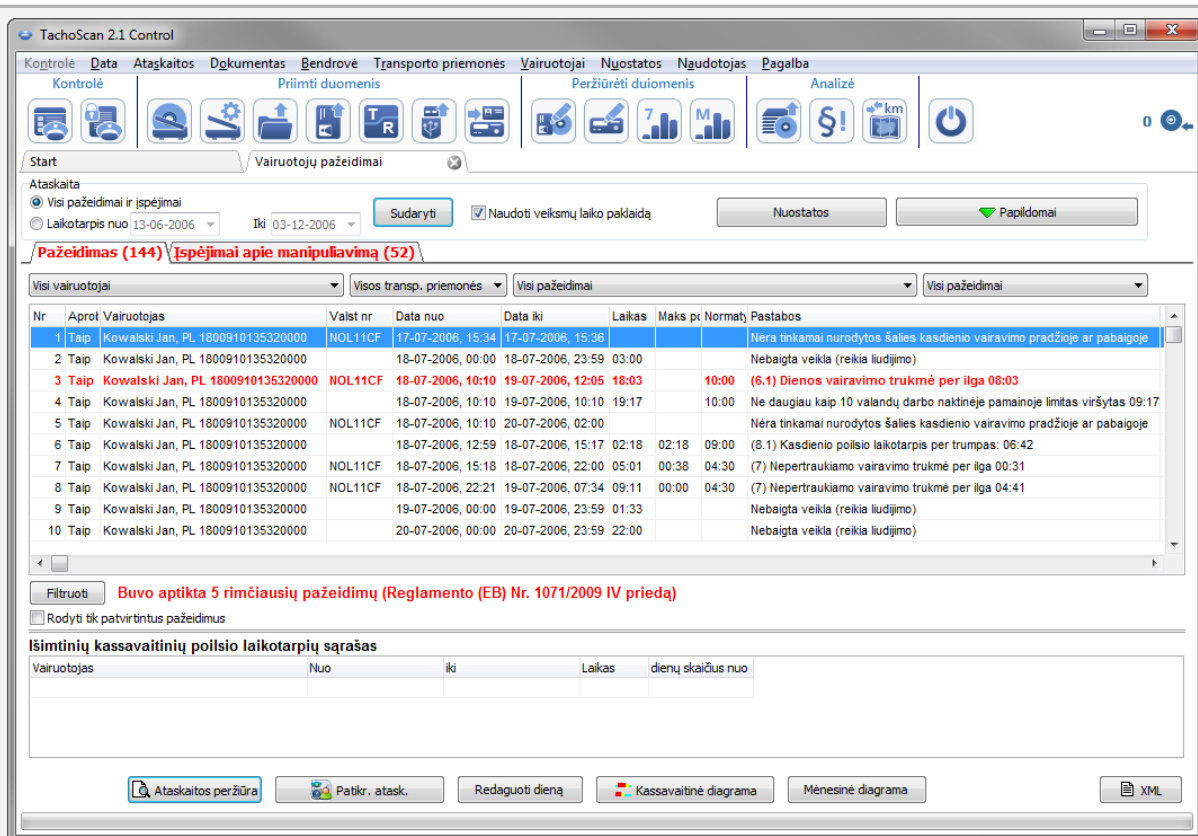 TachoScan 2.1 Control
Kontrolė Data Ataskaitos Dokumentas Bendrovė Transporto priemonės Vairuotojai Nuostatos Naudotojas Pagalba
Kontrolė Priimti duomenis Peržiūrėti duiomenis Analizė
T R 7 M §! km 0
Start Vairuotojų pažeidimai
Ataskaita
Visi pažeidimai ir įspėjimai
Laikotarpis nuo 13-06-2006 Iki 03-12-2006 Sudaryti Naudoti veiksmų laiko paklaidą Nuostatos Papildomai
Pažeidimas (144) Įspėjimai apie manipuliavimą (52)
Visi vairuotojai Visos transp. priemonės Visi pažeidimai Visi pažeidimai
Nr Aprob Vairuotojas Valst nr Data nuo Data iki Laikas Maks po Normaty Pastabos
1 Taip Kowalski Jan, PL 1800910135320000 NOL11CF 17-07-2006, 15:34 17-07-2006, 15:36 Nėra tinkamai nurodytos šalies kasdienio vairavimo pradžioje ar pabaigoje
2 Taip Kowalski Jan, PL 1800910135320000 18-07-2006, 00:00 18-07-2006, 23:59 03:00 Nebaigta veikla (reikia liudijimo)
3 Taip Kowalski Jan, PL 1800910135320000 NOL11CF 18-07-2006, 10:10 19-07-2006, 12:05 18:03 10:00 (6.1) Dienos vairavimo trukmė per ilga 08:03
4 Taip Kowalski Jan, PL 1800910135320000 18-07-2006, 10:10 19-07-2006, 10:10 19:17 10:00 Ne daugiau kaip 10 valandų darbo naktinėje pamainoje limitas viršytas 09:17
5 Taip Kowalski Jan, PL 1800910135320000 NOL11CF 18-07-2006, 10:10 20-07-2006, 02:00 Nėra tinkamai nurodytos šalies kasdienio vairavimo pradžioje ar pabaigoje
6 Taip Kowalski Jan, PL 1800910135320000 18-07-2006, 12:59 18-07-2006, 15:17 02:18 02:18 09:00 (8.1) Kasdienio poilsio laikotarpis per trumpas: 06:42
7 Taip Kowalski Jan, PL 1800910135320000 NOL11CF 18-07-2006, 15:18 18-07-2006, 22:00 05:01 00:38 04:30 (7) Nepertraukiamo vairavimo trukmė per ilga 00:31
8 Taip Kowalski Jan, PL 1800910135320000 NOL11CF 18-07-2006, 22:21 19-07-2006, 07:34 09:11 00:00 04:30 (7) Nepertraukiamo vairavimo trukmė per ilga 04:41
9 Taip Kowalski Jan, PL 1800910135320000 19-07-2006, 00:00 19-07-2006, 23:59 01:33 Nebaigta veikla (reikia liudijimo)
10 Taip Kowalski Jan, PL 1800910135320000 20-07-2006, 00:00 20-07-2006, 23:59 22:00 Nebaigta veikla (reikia liudijimo)
Filtruoti Buvo aptikta 5 rimčiausių pažeidimų (Reglamento (EB) Nr. 1071/2009 IV priedą)
Rodyti tik patvirtintus pažeidimus
Išimtinių kassavaitinių poilsio laikotarpių sąrašas
Vairuotojas Nuo iki Laikas dienų skaičius nuo
Ataskaitos peržiūra Patikr. atask. Redaguoti dieną Kassavaitinė diagrama Mėnesinė diagrama XML